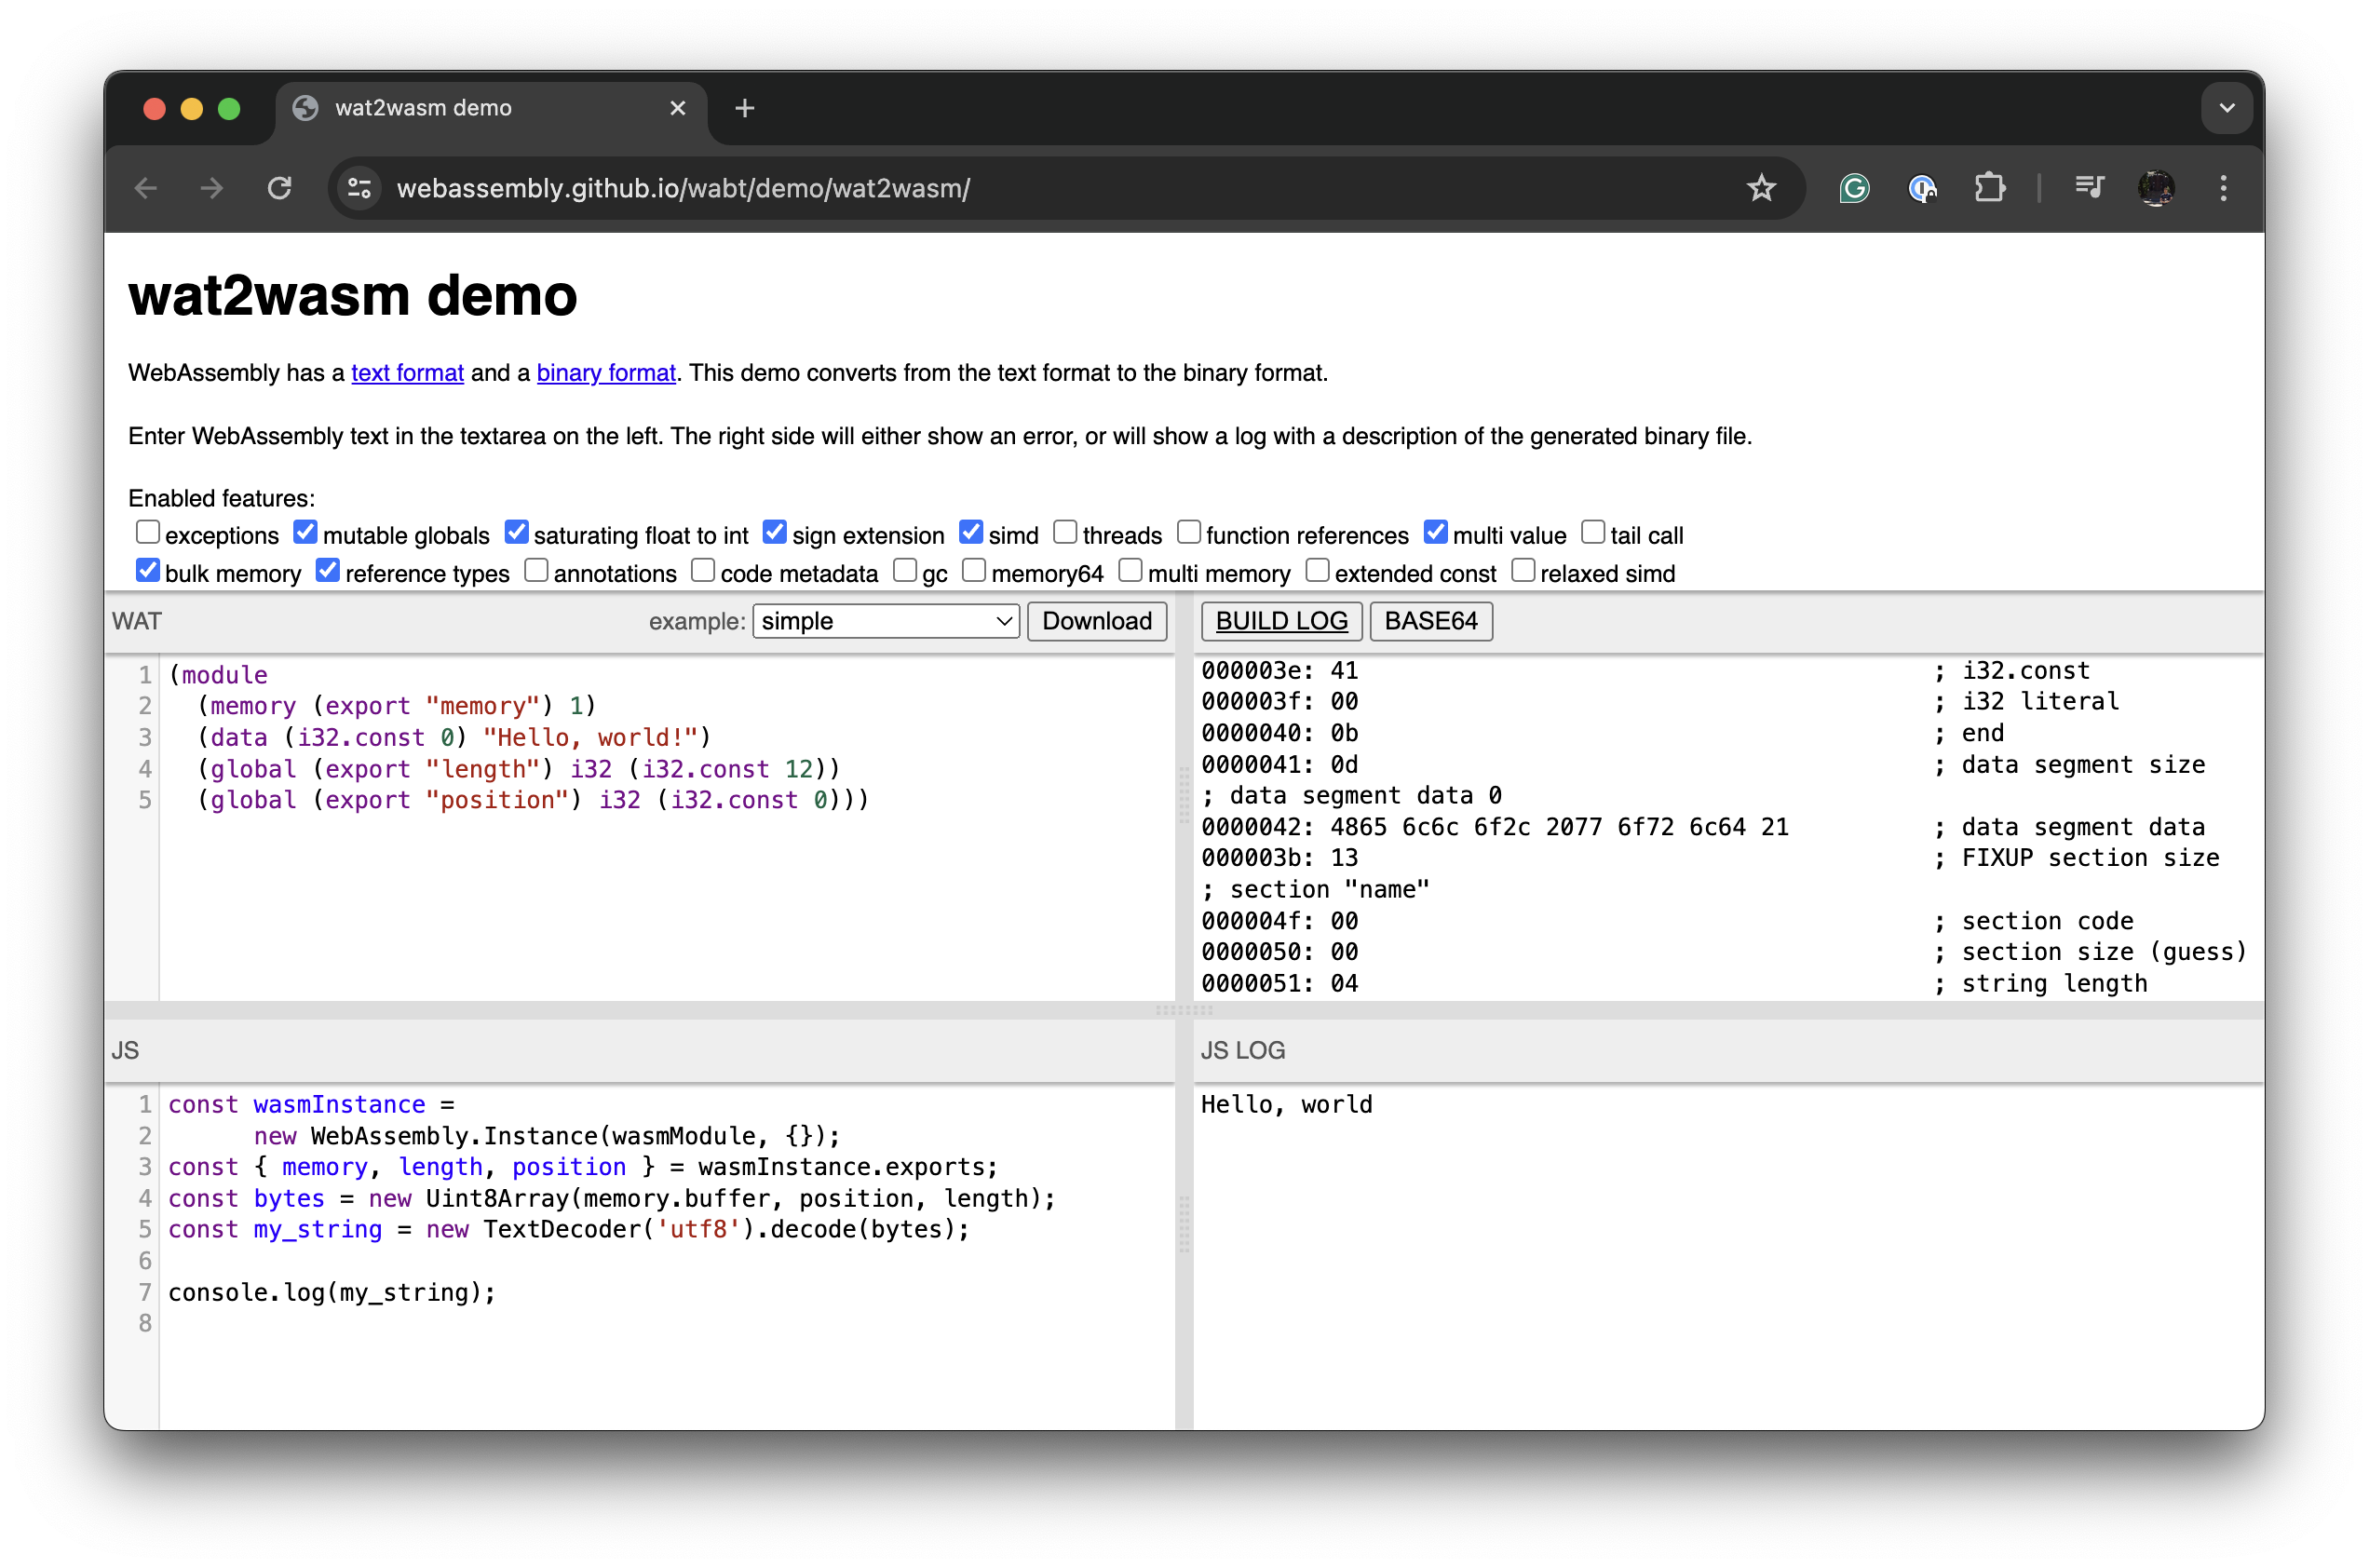 wat2wasm demo
webassembly.github.io/wabt/demo/wat2wasm/
wat2wasm demo
WebAssembly has a text format and a binary format. This demo converts from the text format to the binary format.
Enter WebAssembly text in the textarea on the left. The right side will either show an error, or will show a log with a description of the generated binary file.
Enabled features:
exceptions mutable globals saturating float to int sign extension simd threads function references multi value tail call
bulk memory reference types annotations code metadata gc memory64 multi memory extended const relaxed simd
WAT example: simple Download
1 (module
2   (memory (export "memory") 1)
3   (data (i32.const 0) "Hello, world!")
4   (global (export "length") i32 (i32.const 12))
5   (global (export "position") i32 (i32.const 0)))
BUILD LOG BASE64
000003e: 41 ; i32.const
000003f: 00 ; i32 literal
0000040: 0b ; end
0000041: 0d ; data segment size
; data segment data 0
0000042: 4865 6c6c 6f2c 2077 6f72 6c64 21 ; data segment data
000003b: 13 ; FIXUP section size
; section "name"
000004f: 00 ; section code
0000050: 00 ; section size (guess)
0000051: 04 ; string length
JS
1 const wasmInstance =
2       new WebAssembly.Instance(wasmModule, {});
3 const { memory, length, position } = wasmInstance.exports;
4 const bytes = new Uint8Array(memory.buffer, position, length);
5 const my_string = new TextDecoder('utf8').decode(bytes);
6
7 console.log(my_string);
8
JS LOG
Hello, world